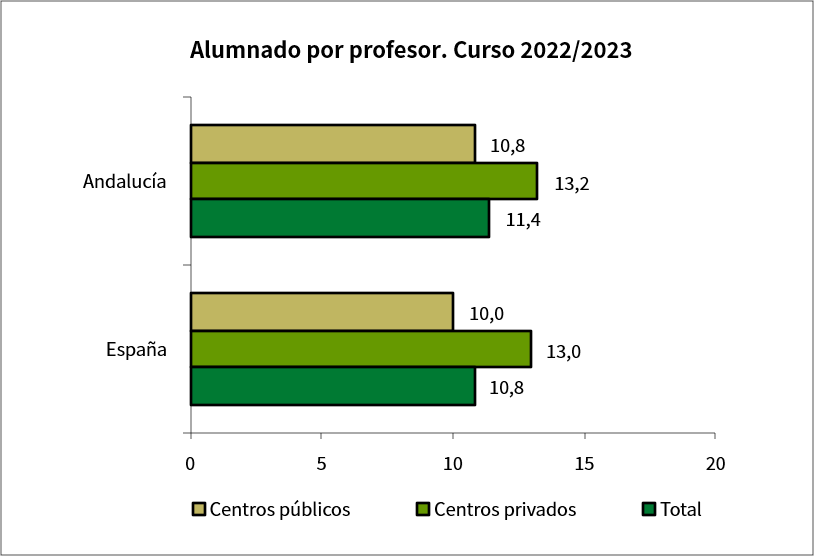 Alumnado por profesor. Curso 2022/2023
10,8
Andalucía
13,2
11,4
10,0
España
13,0
10,8
0 5 10 15 20
Centros públicos Centros privados Total